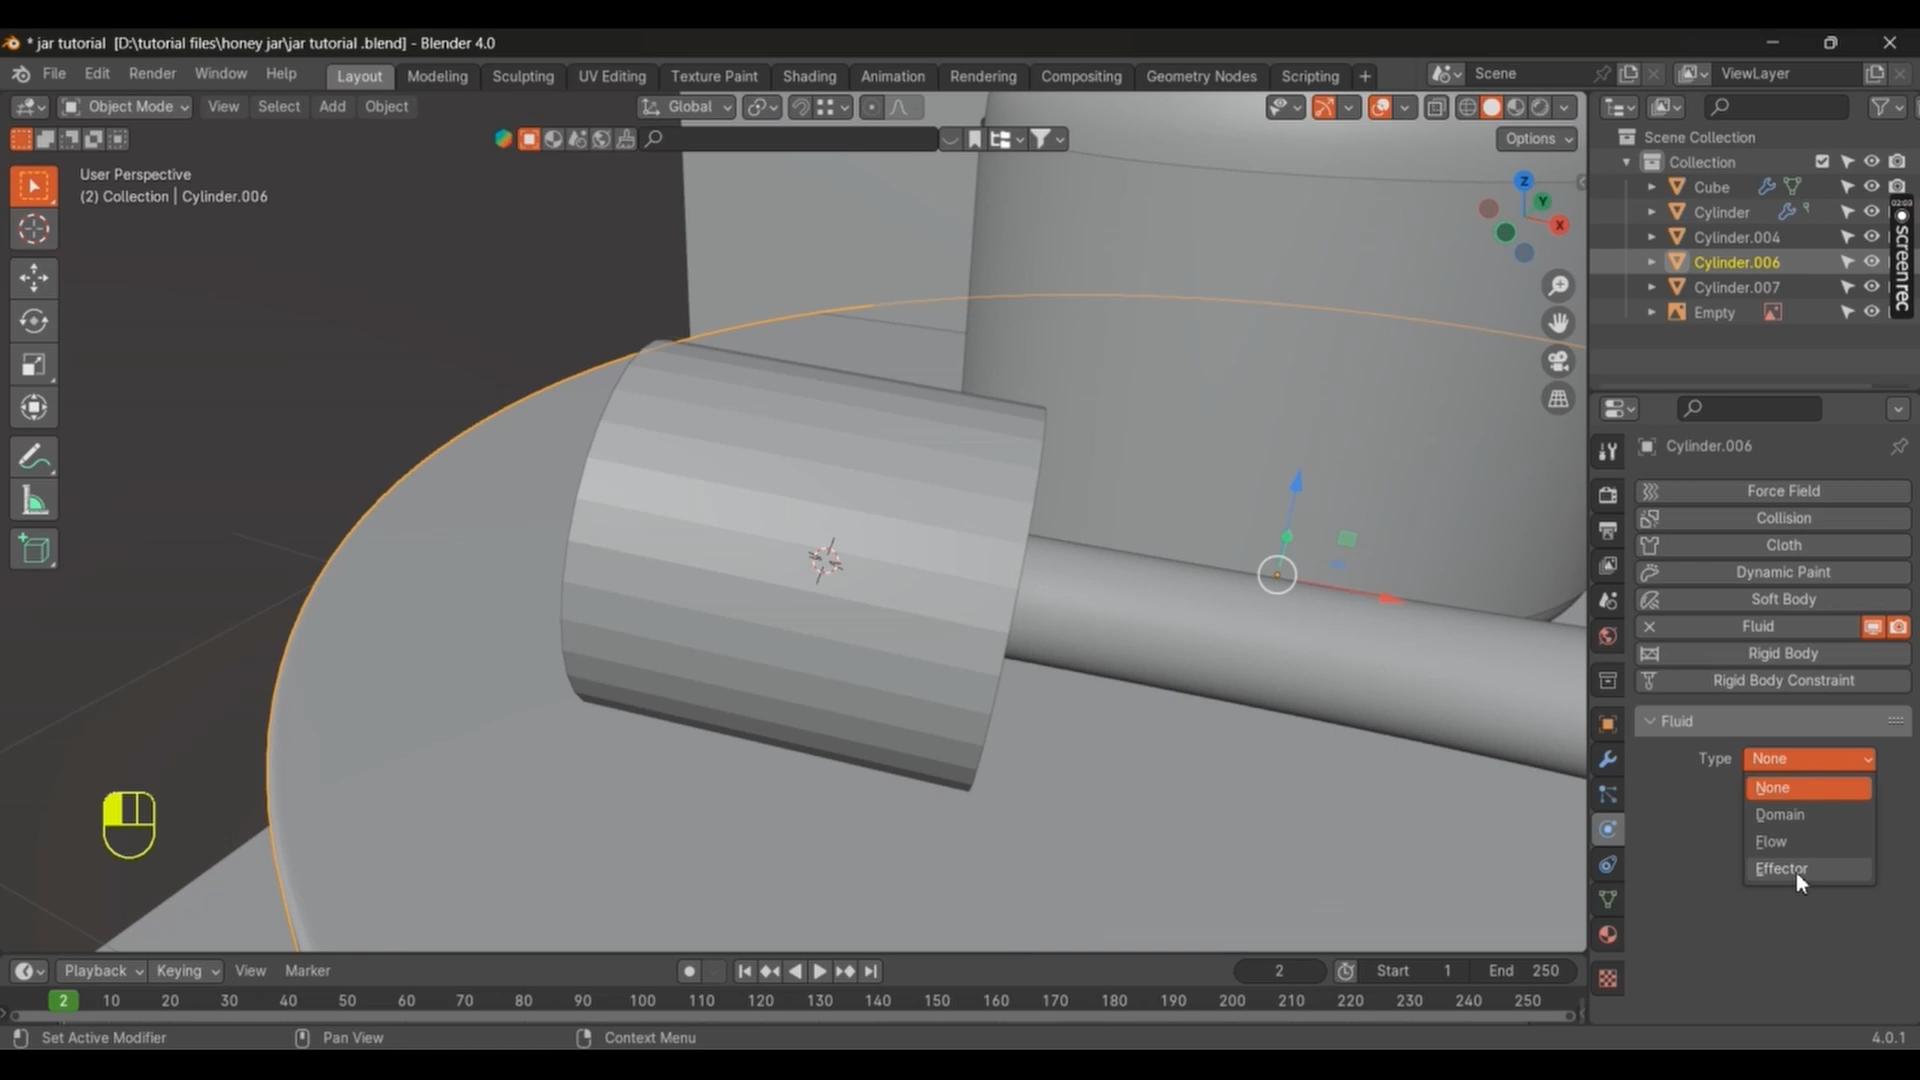 * jar tutorial [D:\tutorial files\honey jar\jar tutorial .blend] - Blender 4.0
File Edit Render Window Help
Layout Modeling Sculpting UV Editing Texture Paint Shading Animation Rendering Compositing Geometry Nodes Scripting +
Scene
ViewLayer
Object Mode View Select Add Object
Global
Options
User Perspective
(2) Collection | Cylinder.006
Z
Y
X
Scene Collection
Collection
Cube
Cylinder
Cylinder.004
Cylinder.006
Cylinder.007
Empty
02:03
screenrec
Cylinder.006
Force Field
Collision
Cloth
Dynamic Paint
Soft Body
Fluid
Rigid Body
Rigid Body Constraint
Fluid
Type None
None
Domain
Flow
Effector
Playback Keying View Marker
2
Start 1
End 250
2 10 20 30 40 50 60 70 80 90 100 110 120 130 140 150 160 170 180 190 200 210 220 230 240 250
Set Active Modifier
Pan View
Context Menu
4.0.1